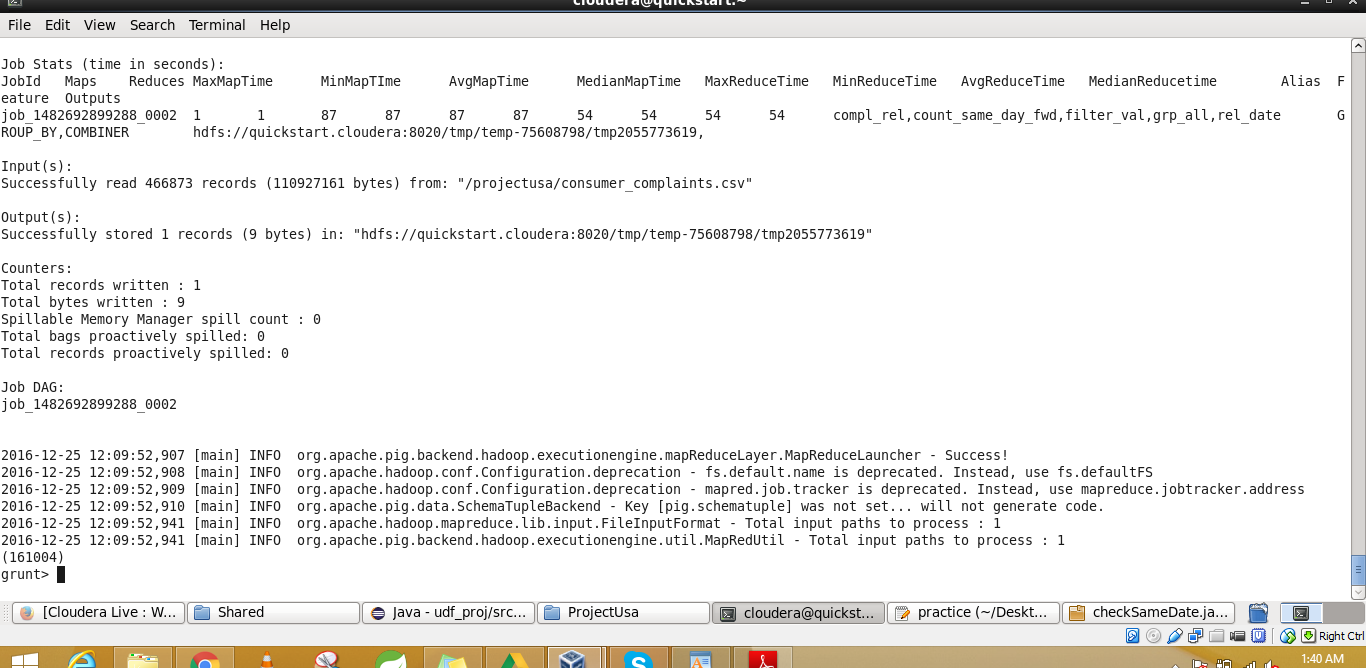 cloudera@quickstart:~
File Edit View Search Terminal Help
Job Stats (time in seconds):
JobId Maps Reduces MaxMapTime MinMapTIme AvgMapTime MedianMapTime MaxReduceTime MinReduceTime AvgReduceTime MedianReducetime Alias F
eature Outputs
job_1482692899288_0002 1 1 87 87 87 87 54 54 54 54 compl_rel,count_same_day_fwd,filter_val,grp_all,rel_date G
ROUP_BY,COMBINER hdfs://quickstart.cloudera:8020/tmp/temp-75608798/tmp2055773619,
Input(s):
Successfully read 466873 records (110927161 bytes) from: "/projectusa/consumer_complaints.csv"
Output(s):
Successfully stored 1 records (9 bytes) in: "hdfs://quickstart.cloudera:8020/tmp/temp-75608798/tmp2055773619"
Counters:
Total records written : 1
Total bytes written : 9
Spillable Memory Manager spill count : 0
Total bags proactively spilled: 0
Total records proactively spilled: 0
Job DAG:
job_1482692899288_0002
2016-12-25 12:09:52,907 [main] INFO org.apache.pig.backend.hadoop.executionengine.mapReduceLayer.MapReduceLauncher - Success!
2016-12-25 12:09:52,908 [main] INFO org.apache.hadoop.conf.Configuration.deprecation - fs.default.name is deprecated. Instead, use fs.defaultFS
2016-12-25 12:09:52,909 [main] INFO org.apache.hadoop.conf.Configuration.deprecation - mapred.job.tracker is deprecated. Instead, use mapreduce.jobtracker.address
2016-12-25 12:09:52,910 [main] INFO org.apache.pig.data.SchemaTupleBackend - Key [pig.schematuple] was not set... will not generate code.
2016-12-25 12:09:52,941 [main] INFO org.apache.hadoop.mapreduce.lib.input.FileInputFormat - Total input paths to process : 1
2016-12-25 12:09:52,941 [main] INFO org.apache.pig.backend.hadoop.executionengine.util.MapRedUtil - Total input paths to process : 1
(161004)
grunt>
[Cloudera Live : W... Shared Java - udf_proj/src... ProjectUsa cloudera@quickst... practice (~/Deskt... checkSameDate.ja...
Right Ctrl
1:40 AM